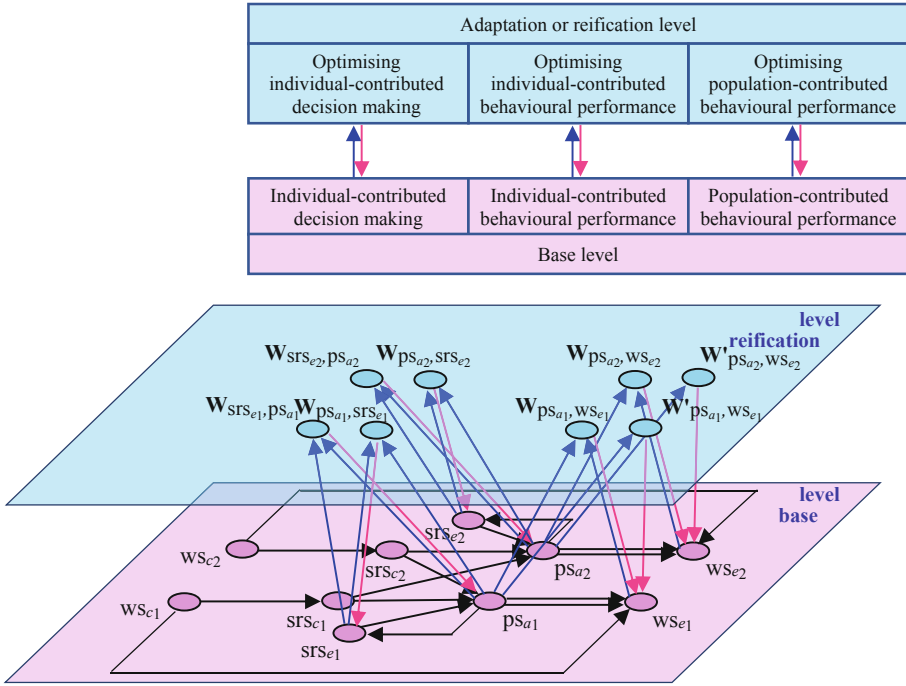 Adaptation or reification level
Optimising
individual-contributed
decision making
Optimising
individual-contributed
behavioural performance
Optimising
population-contributed
behavioural performance
Individual-contributed
decision making
Individual-contributed
behavioural performance
Population-contributed
behavioural performance
Base level
level
reification
Wsrse2,psa2
Wpsa2,srse2
Wpsa2,wse2
W'psa2,wse2
Wsrse1,psa1
Wpsa1,srse1
Wpsa1,wse1
W'psa1,wse1
level
base
srse2
wsc2
srsc2
psa2
wse2
wsc1
srsc1
psa1
wse1
srse1